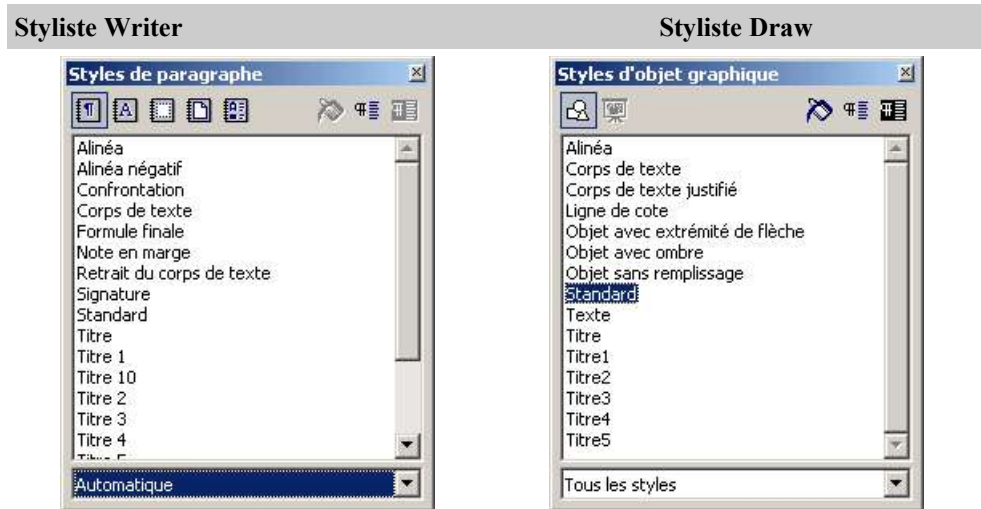 Styliste Writer
Styliste Draw
Styles de paragraphe
Alinéa
Alinéa négatif
Confrontation
Corps de texte
Formule finale
Note en marge
Retrait du corps de texte
Signature
Standard
Titre
Titre 1
Titre 10
Titre 2
Titre 3
Titre 4
Automatique
Styles d'objet graphique
Alinéa
Corps de texte
Corps de texte justifié
Ligne de cote
Objet avec extrémité de flèche
Objet avec ombre
Objet sans remplissage
Standard
Texte
Titre
Titre1
Titre2
Titre3
Titre4
Titre5
Tous les styles